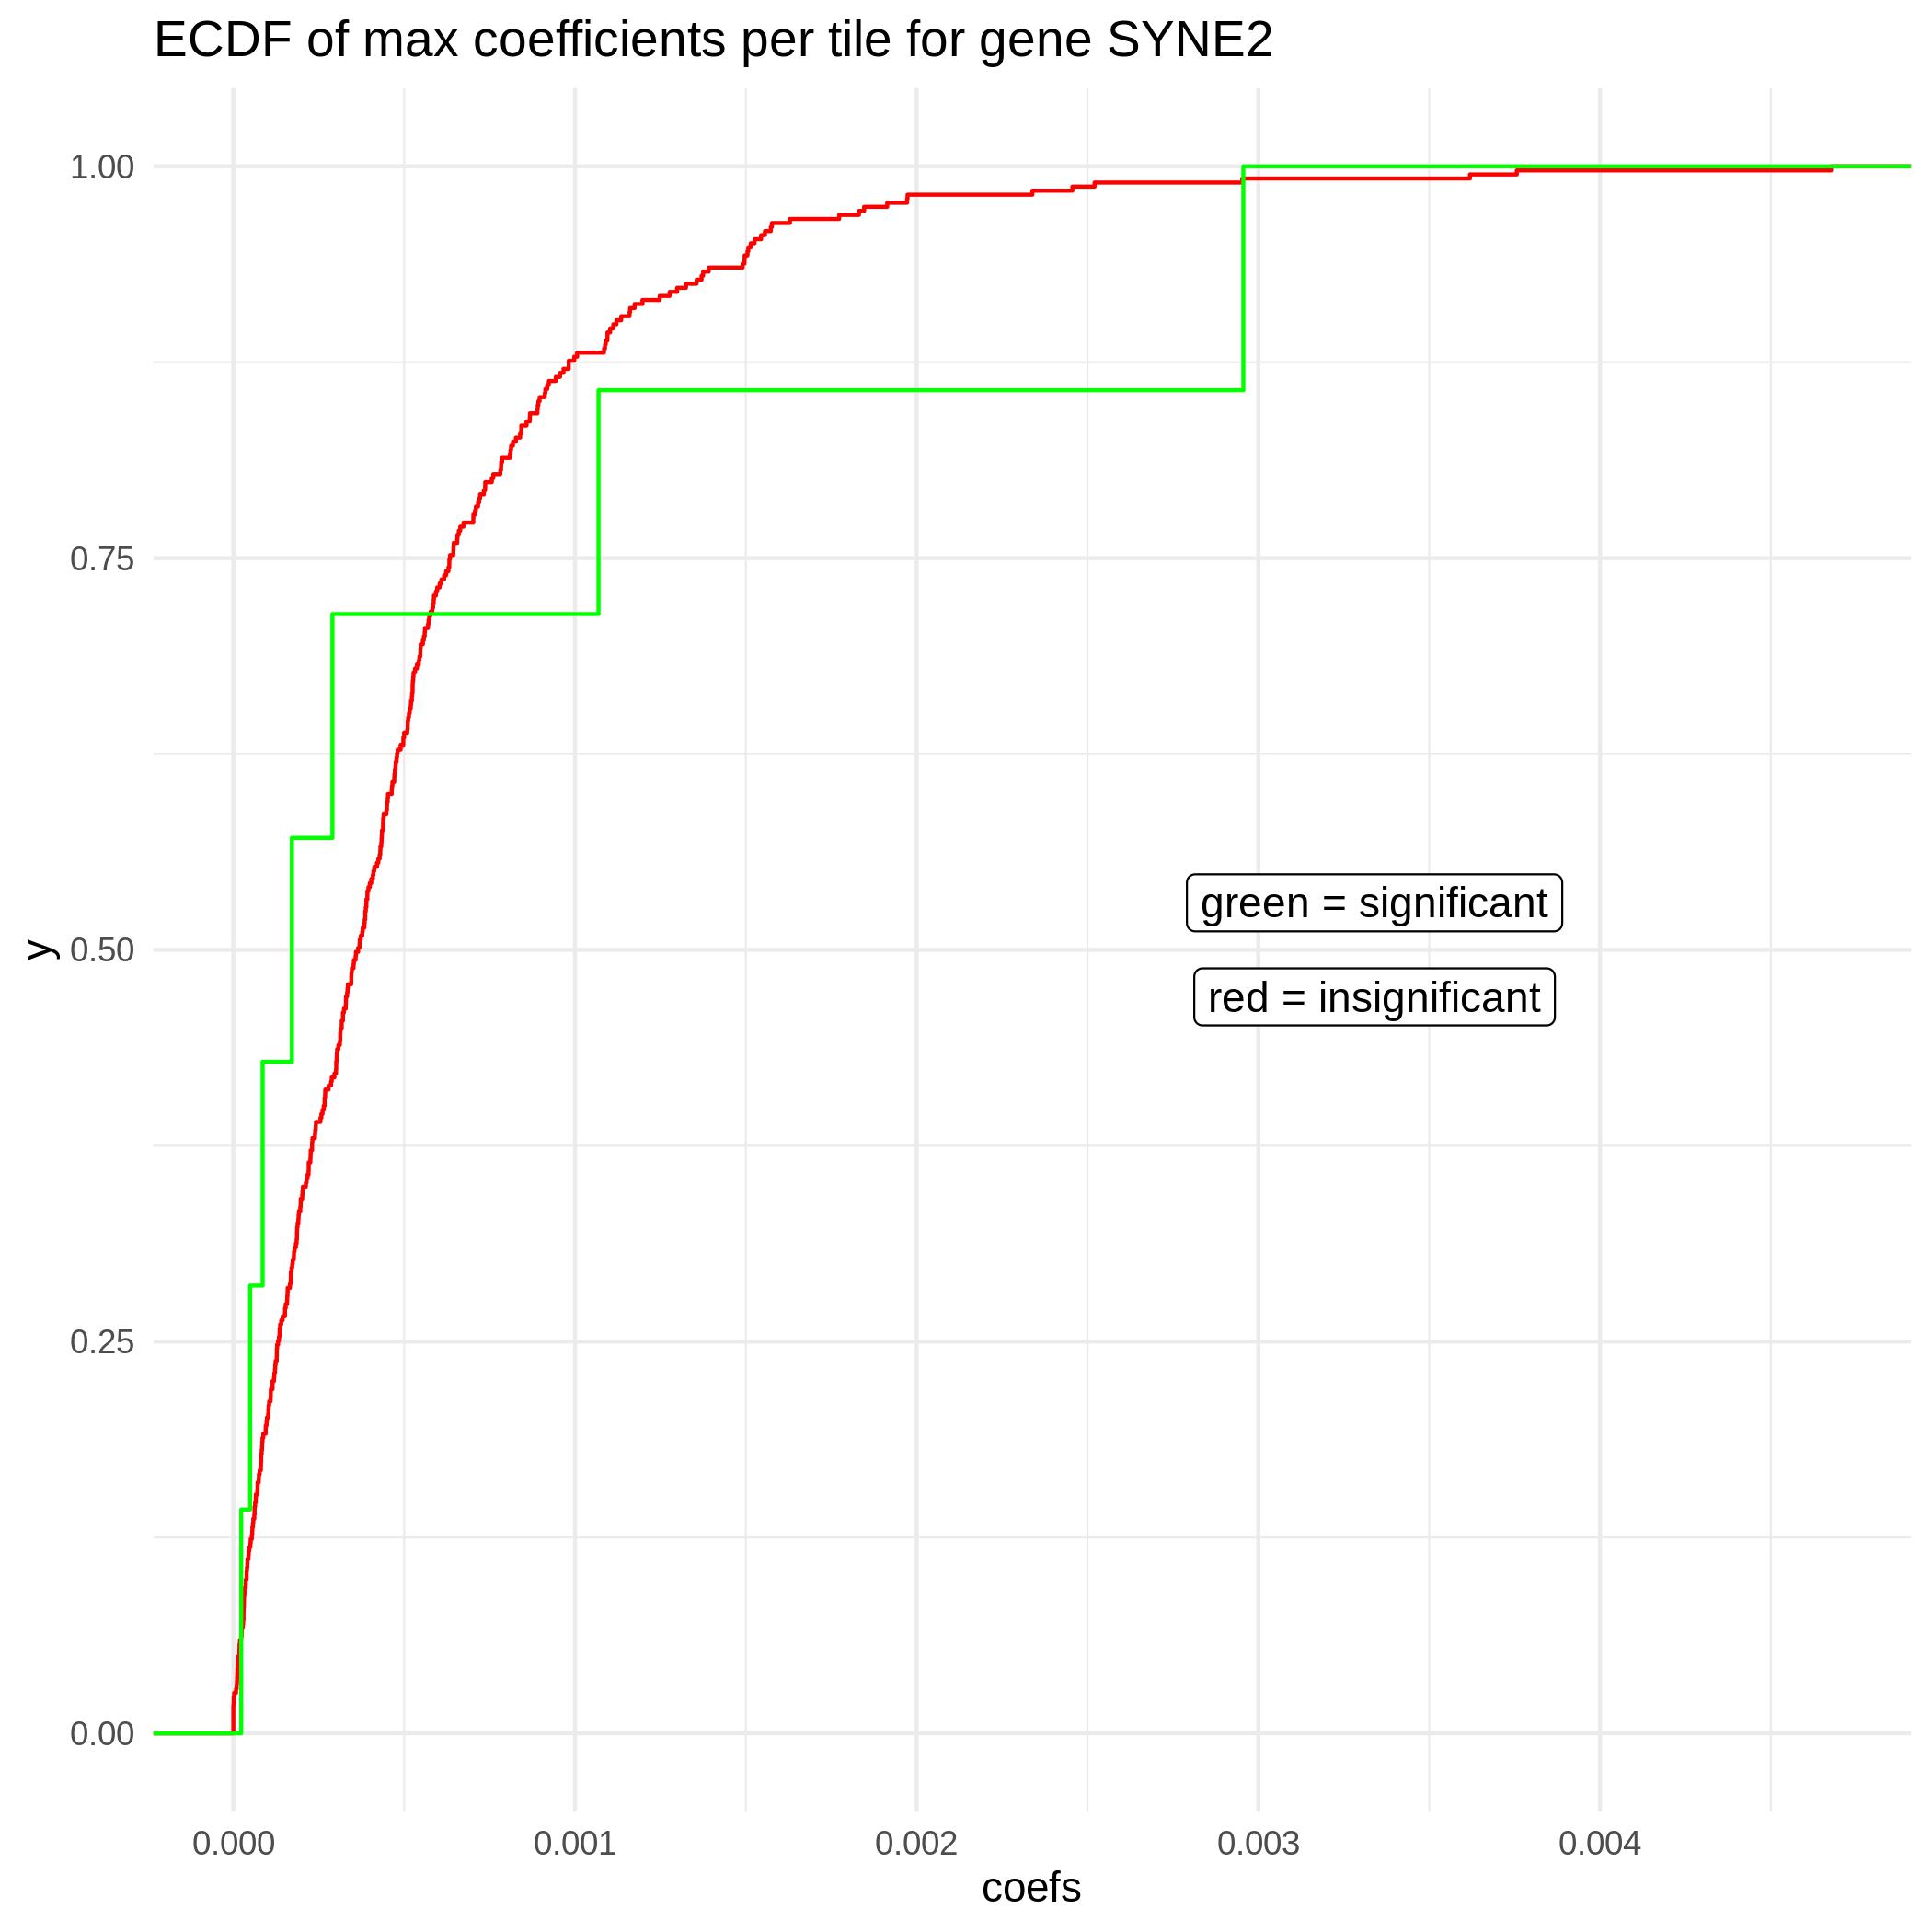 ECDF of max coefficients per tile for gene SYNE2
1.00
0.75
0.50
0.25
0.00
y
green = significant
red = insignificant
0.000 0.001 0.002 0.003 0.004
coefs